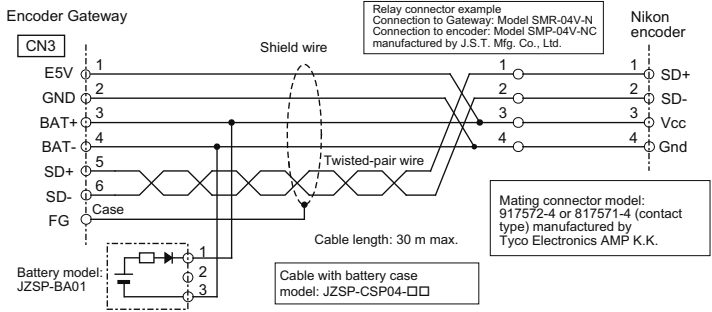 Encoder Gateway
CN3
Shield wire
Relay connector example
Connection to Gateway: Model SMR-04V-N
Connection to encoder: Model SMP-04V-NC
manufactured by J.S.T. Mfg. Co., Ltd.
Nikon
encoder
E5V 1 1 1 SD+
GND 2 2 2 SD-
BAT+ 3 3 3 Vcc
BAT- 4 4 4 Gnd
SD+ 5
Twisted-pair wire
SD- 6
FG Case
Cable length: 30 m max.
Mating connector model:
917572-4 or 817571-4 (contact
type) manufactured by
Tyco Electronics AMP K.K.
Battery model:
JZSP-BA01
1
2
3
Cable with battery case
model: JZSP-CSP04-□□